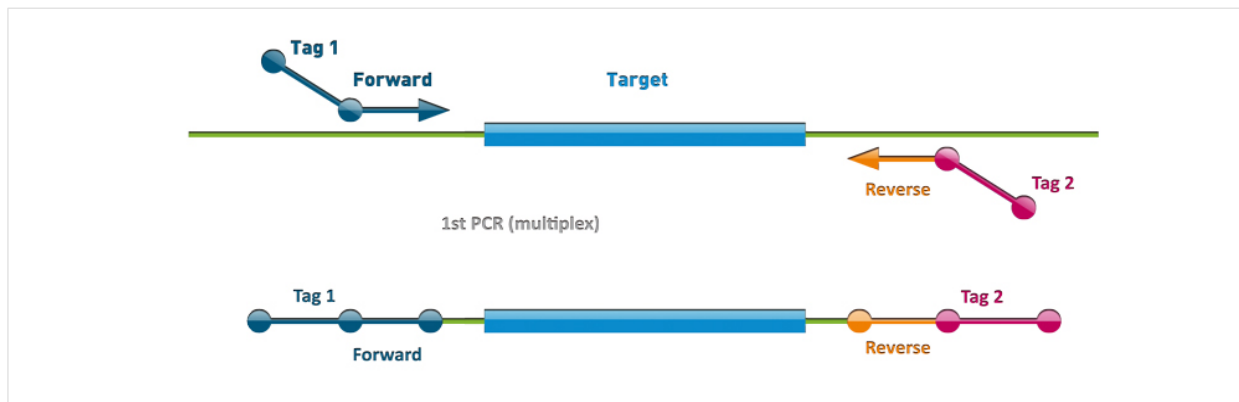 Tag 1
Forward
Target
Reverse
Tag 2
1st PCR (multiplex)
Tag 1
Tag 2
Forward
Reverse